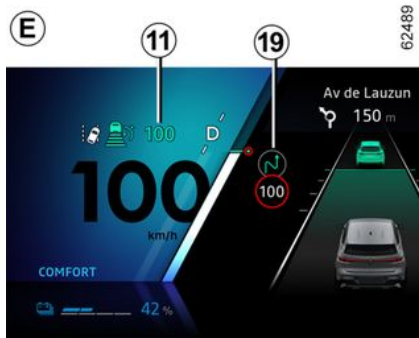 E
11
19
62489
Av de Lauzun
150 m
100
D
100
km/h
100
COMFORT
42 %